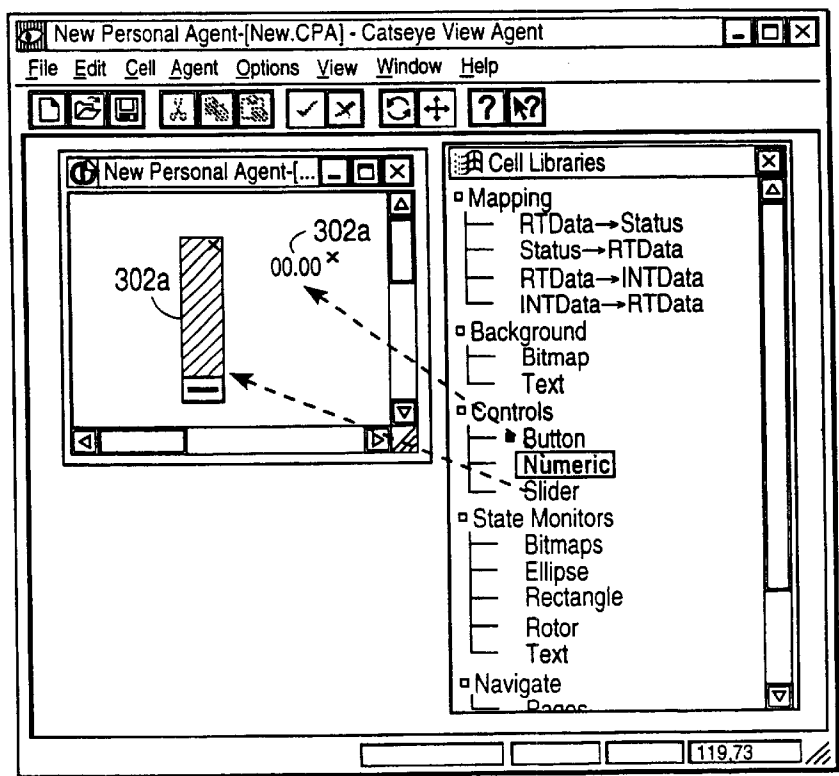 New Personal Agent-[New.CPA] - Catseye View Agent
File Edit Cell Agent Options View Window Help
New Personal Agent-[...
302a
00.00
302a
Cell Libraries
Mapping
RTData→Status
Status→RTData
RTData→INTData
INTData→RTData
Background
Bitmap
Text
Controls
Button
Numeric
Slider
State Monitors
Bitmaps
Ellipse
Rectangle
Rotor
Text
Navigate
Pages
119,73